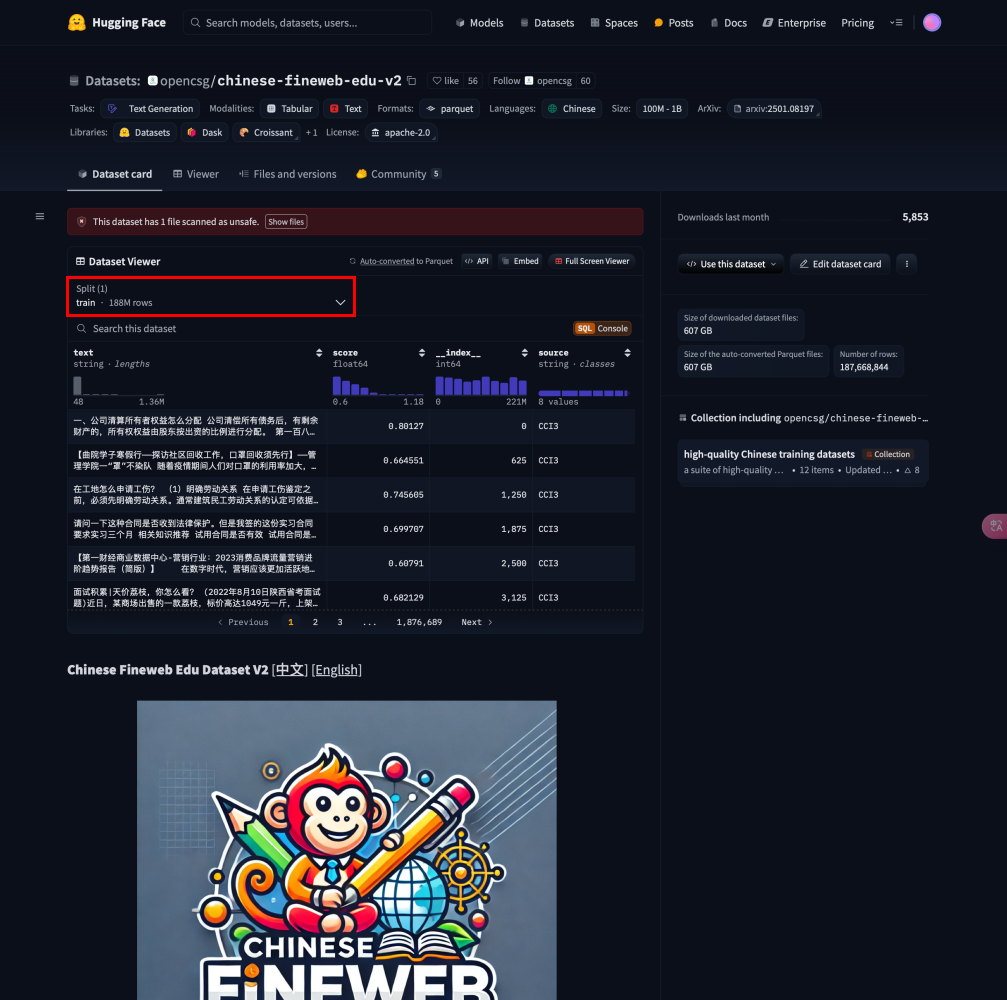 Hugging Face
Search models, datasets, users...
Models
Datasets
Spaces
Posts
Docs
Enterprise
Pricing
Datasets: opencsg/chinese-fineweb-edu-v2
like 56
Follow opencsg 60
Tasks: Text Generation Modalities: Tabular Text Formats: parquet Languages: Chinese Size: 100M - 1B ArXiv: arxiv:2501.08197
Libraries: Datasets Dask Croissant + 1 License: apache-2.0
Dataset card
Viewer
Files and versions
Community 5
This dataset has 1 file scanned as unsafe. Show files
Dataset Viewer
Auto-converted to Parquet
API
Embed
Full Screen Viewer
Split (1)
train · 188M rows
Search this dataset
SQL Console
text score __index__ source
string · lengths float64 int64 string · classes
48 1.36M 0.6 1.18 0 221M 8 values
一、公司清算所有者权益怎么分配 公司清偿所有债务后，有剩余
财产的，所有权权益由股东按出资的比例进行分配。 第一百八…
0.80127 0 CCI3
【曲院学子寒假行——探访社区回收工作，口罩回收须先行】——管
理学院一“罩”不染队 随着疫情期间人们对口罩的利用率加大，…
0.664551 625 CCI3
在工地怎么申请工伤? （1）明确劳动关系 在申请工伤鉴定之
前，必须先明确劳动关系。通常建筑民工劳动关系的认定可依据…
0.745605 1,250 CCI3
请问一下这种合同是否收到法律保护。但是我签的这份实习合同
要求实习三个月 相关知识推荐 试用合同是否有效 试用合同是…
0.699707 1,875 CCI3
【第一财经商业数据中心-营销行业: 2023消费品牌流量营销进
阶趋势报告（简版）】 在数字时代，营销应该更加活跃地…
0.60791 2,500 CCI3
面试积累|天价荔枝，你怎么看? （2022年8月10日陕西省考面试
题)近日，某商场出售的一款荔枝，标价高达1049元一斤，上架…
0.682129 3,125 CCI3
Previous 1 2 3 ... 1,876,689 Next
Chinese Fineweb Edu Dataset V2 [中文] [English]
CHINESE
FINEWEB
Downloads last month 5,853
Use this dataset
Edit dataset card
Size of downloaded dataset files:
607 GB
Size of the auto-converted Parquet files:
607 GB
Number of rows:
187,668,844
Collection including opencsg/chinese-fineweb-…
high-quality Chinese training datasets Collection
a suite of high-quality … • 12 items • Updated … • 8